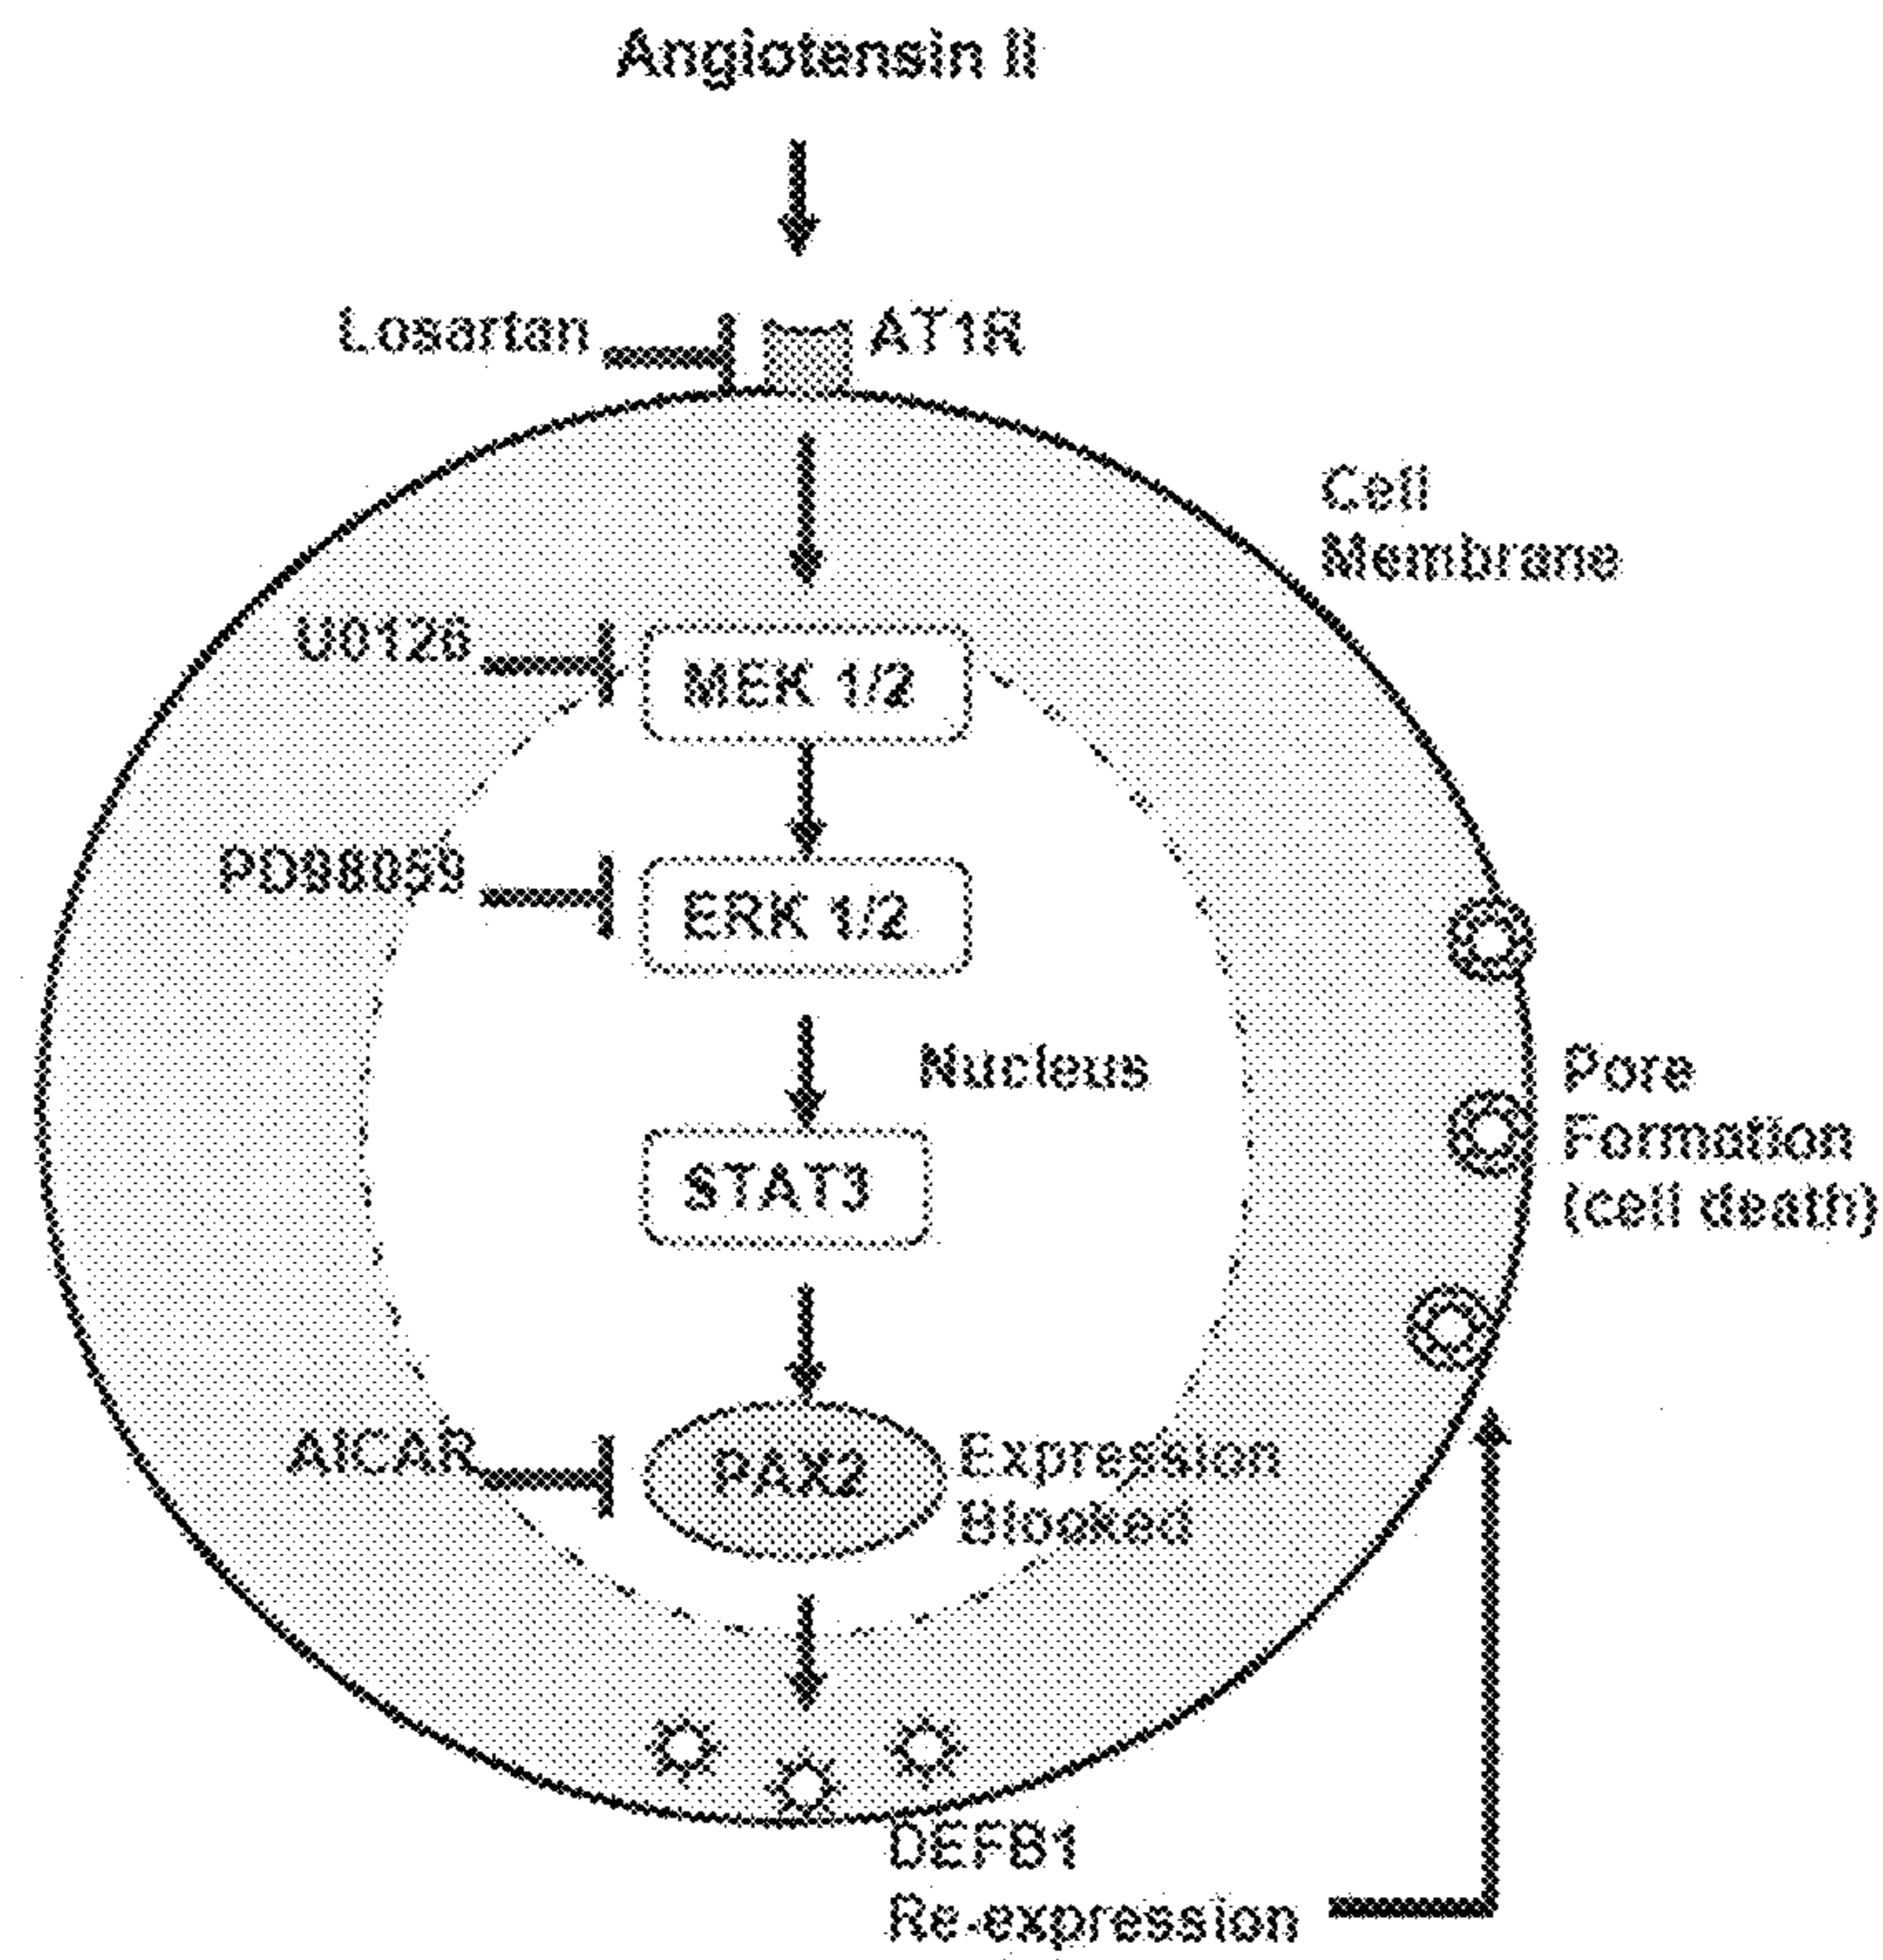 Angiotensin II
Losartan
AT1R
Cell
Membrane
U0126
MEK 1/2
PD98059
ERK 1/2
Nucleus
Pore
Formation
(cell death)
STAT3
AICAR
PAX2
Expression
Blocked
DEFB1
Re-expression